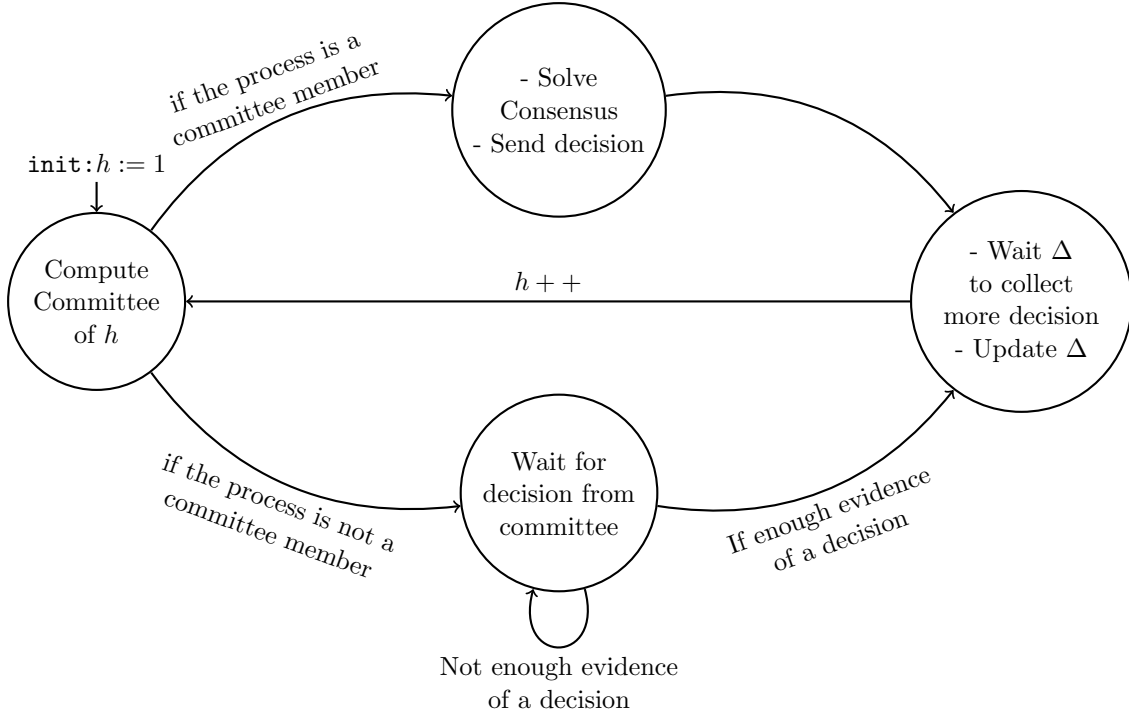 if the process is a
committee member
- Solve
Consensus
- Send decision
init: h := 1
Compute
Committee
of h
h + +
- Wait Δ
to collect
more decision
- Update Δ
if the process is not a
committee member
Wait for
decision from
committee
If enough evidence
of a decision
Not enough evidence
of a decision